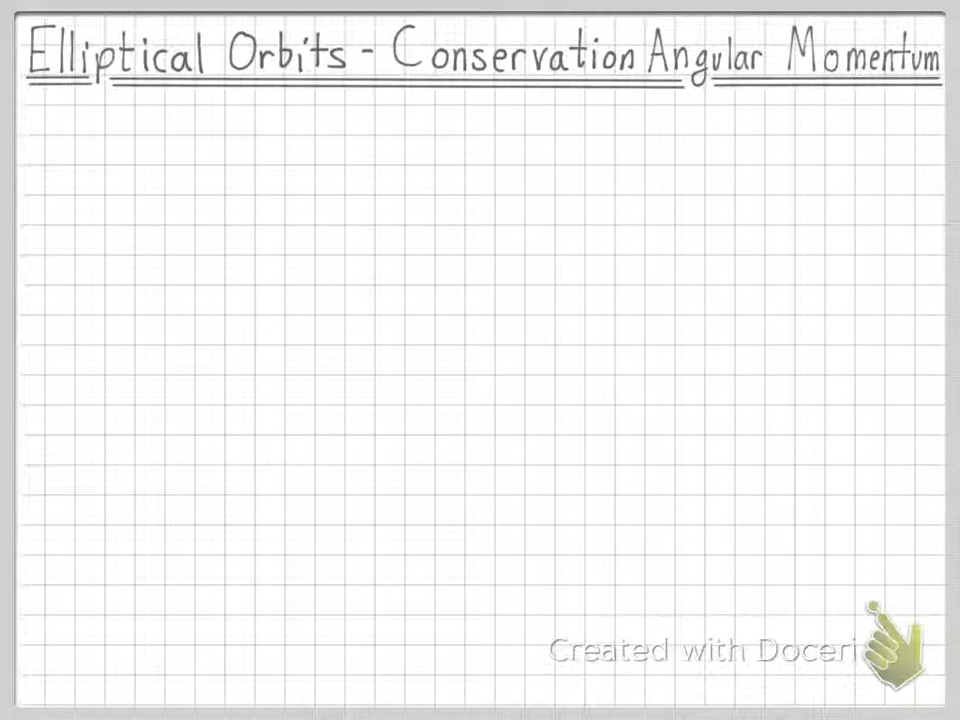 Elliptical Orbits - Conservation Angular Momentum
Created with Doceri